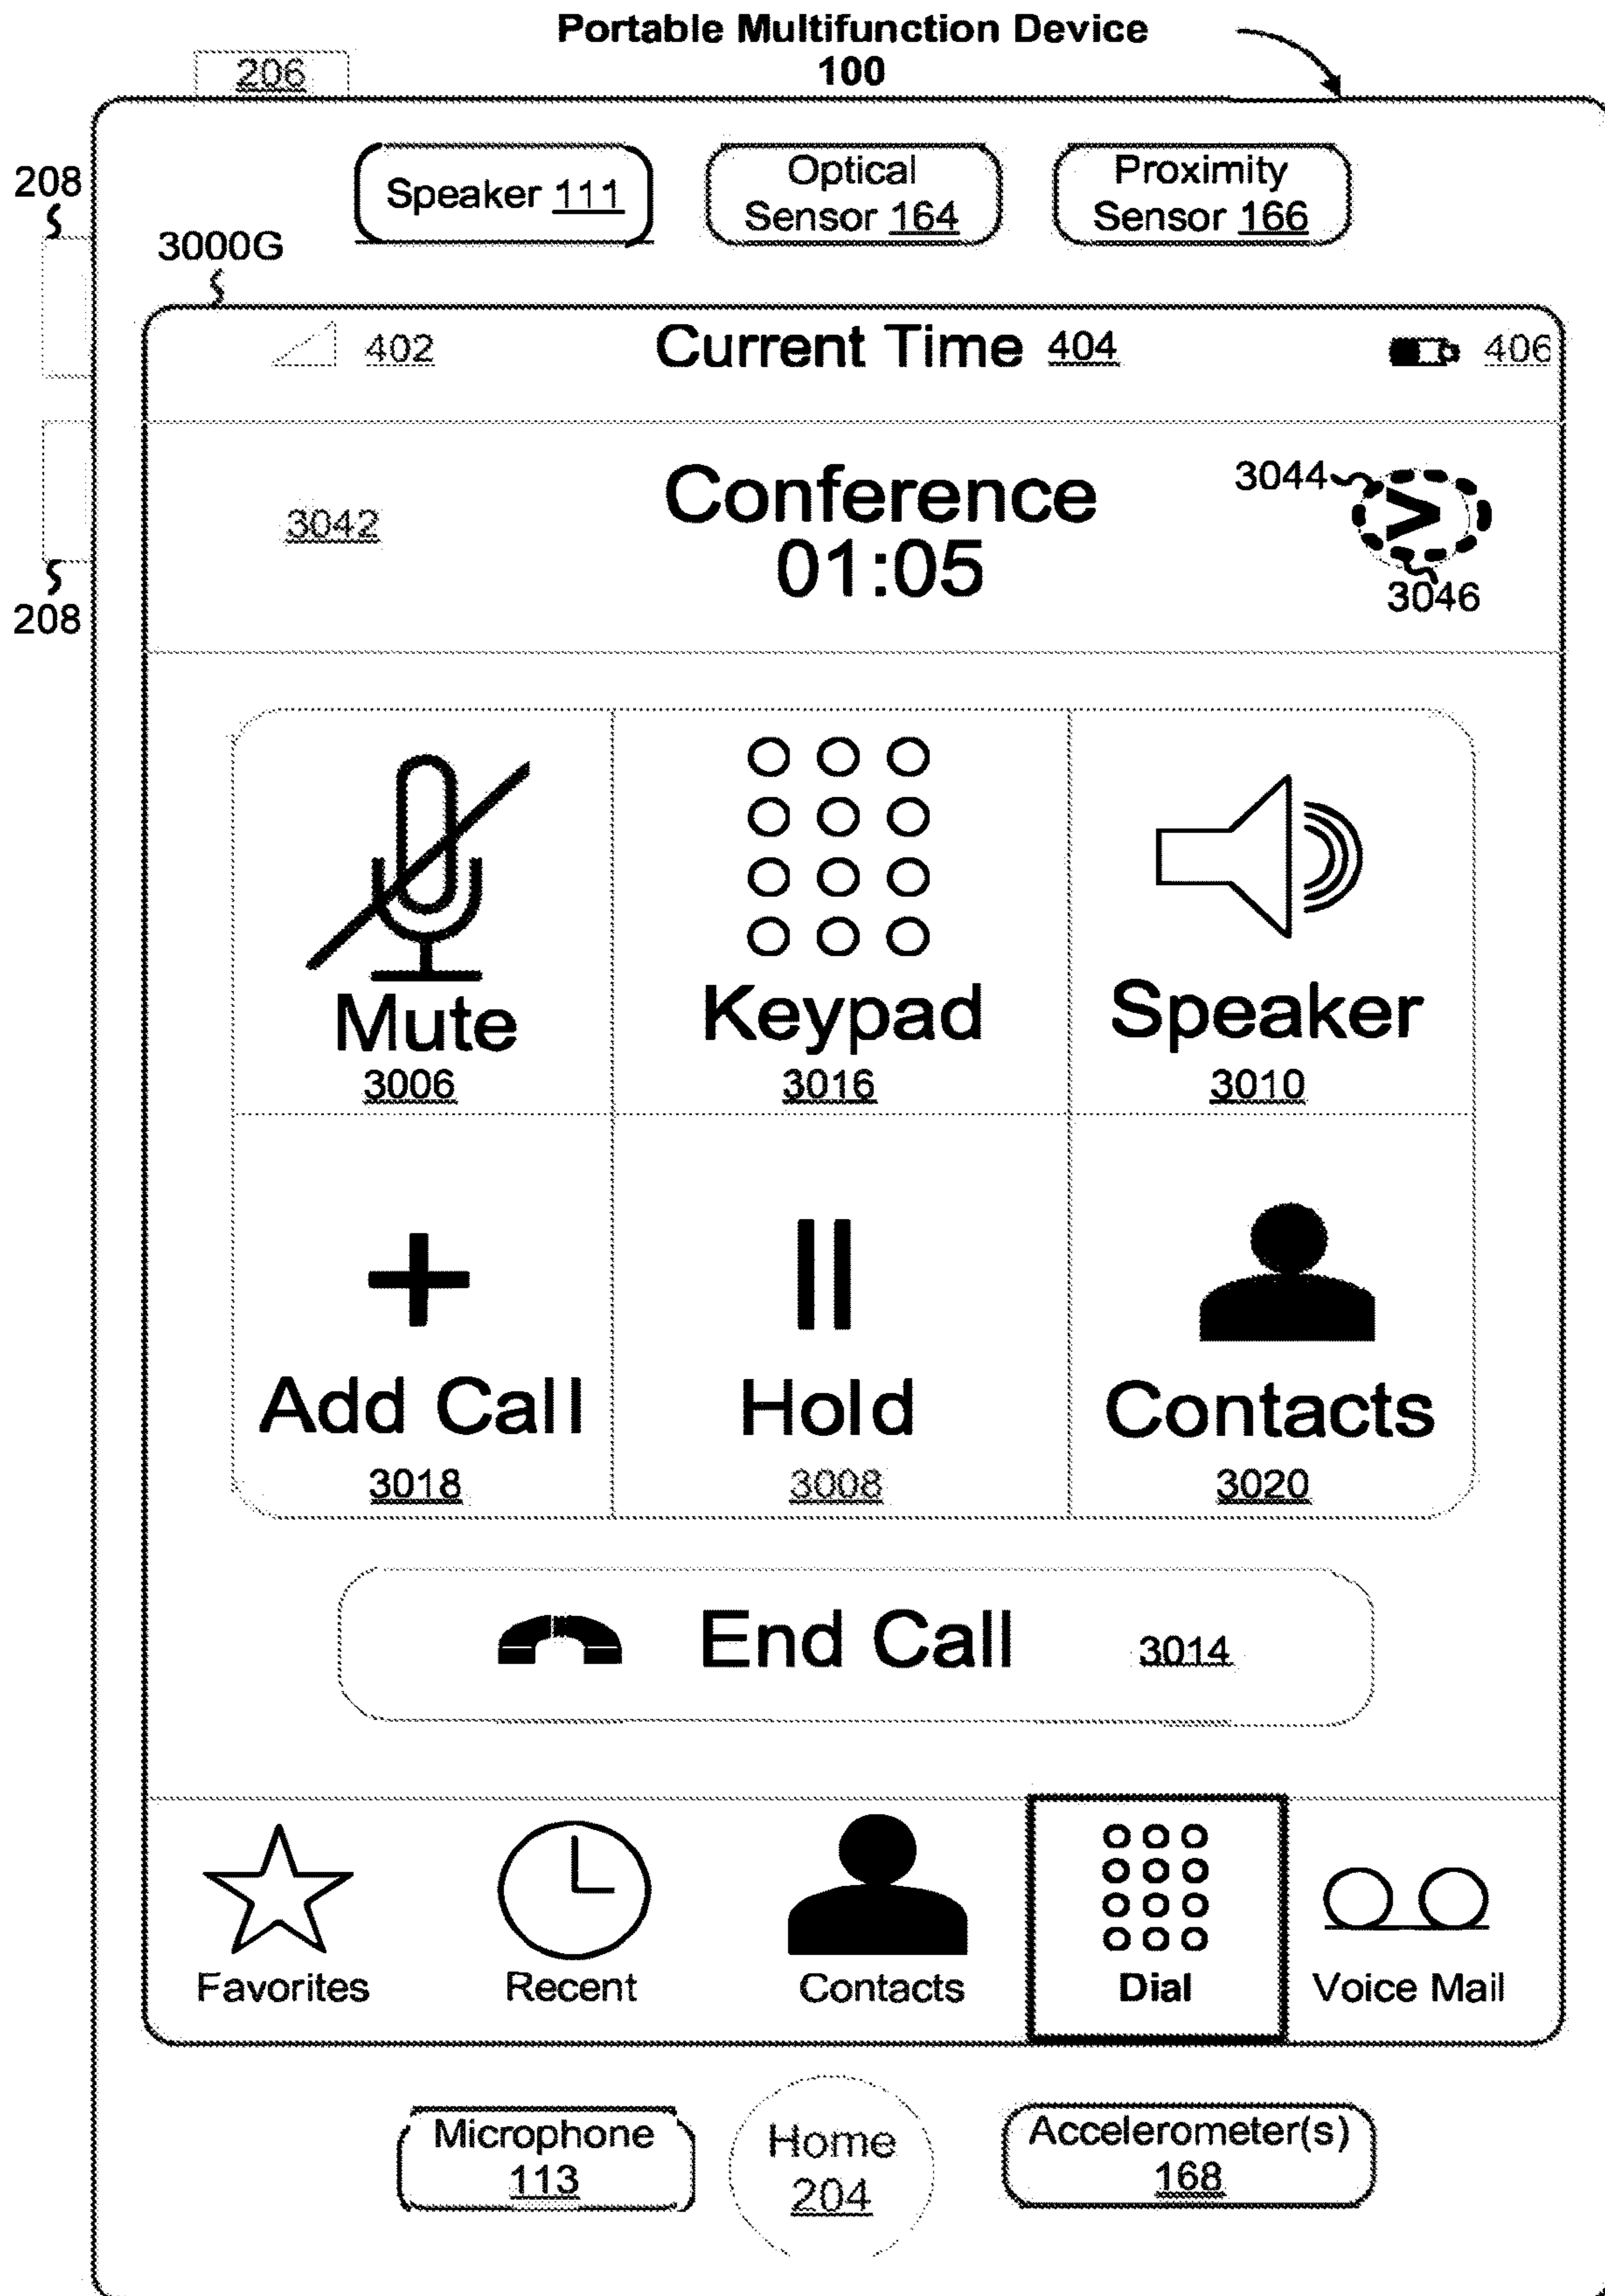 Portable Multifunction Device
100
206
208
Speaker 111
Optical
Sensor 164
Proximity
Sensor 166
3000G
402
Current Time 404
406
3042
Conference
01:05
3044
3046
208
Mute
3006
Keypad
3016
Speaker
3010
Add Call
3018
Hold
3008
Contacts
3020
End Call 3014
Favorites
Recent
Contacts
Dial
Voice Mail
Microphone
113
Home
204
Accelerometer(s)
168